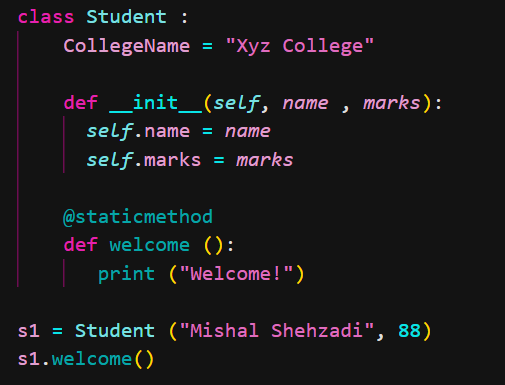 class Student :
    CollegeName = "Xyz College"
    def __init__(self, name , marks):
      self.name = name
      self.marks = marks
    @staticmethod
    def welcome ():
       print ("Welcome!")
s1 = Student ("Mishal Shehzadi", 88)
s1.welcome()